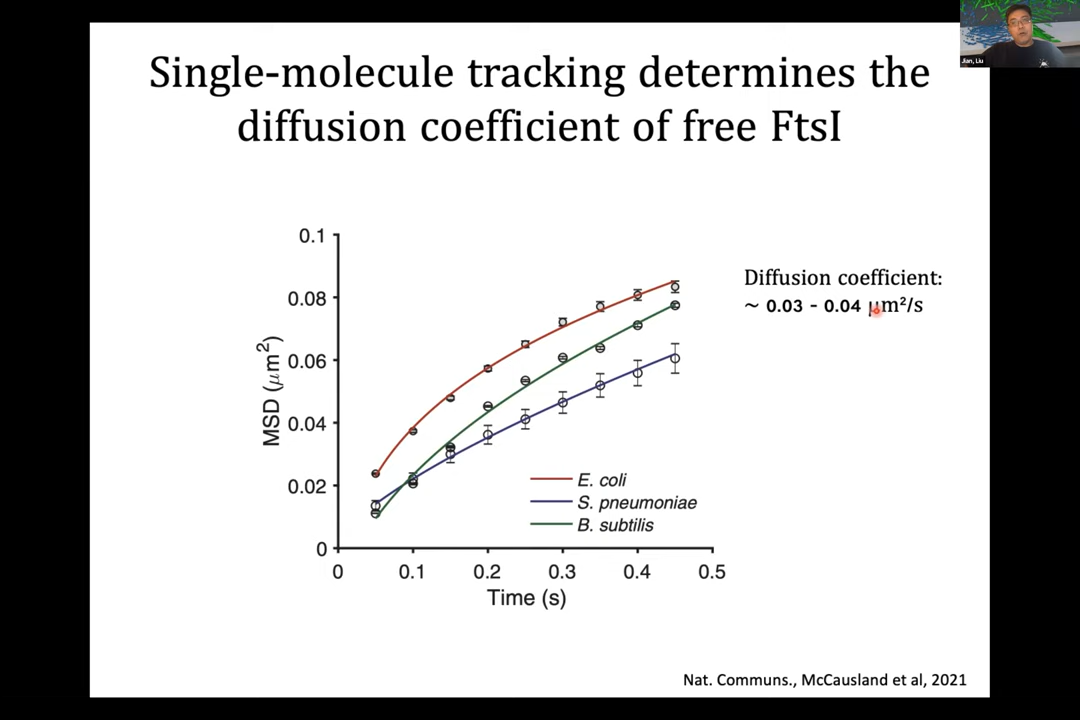 Jian, Liu
Single-molecule tracking determines the
diffusion coefficient of free FtsI
0.1
0.08
0.06
0.04
0.02
0
MSD (μm²)
0
0.1
0.2
0.3
0.4
0.5
Time (s)
E. coli
S. pneumoniae
B. subtilis
Diffusion coefficient:
~ 0.03 - 0.04 μm²/s
Nat. Communs., McCausland et al, 2021